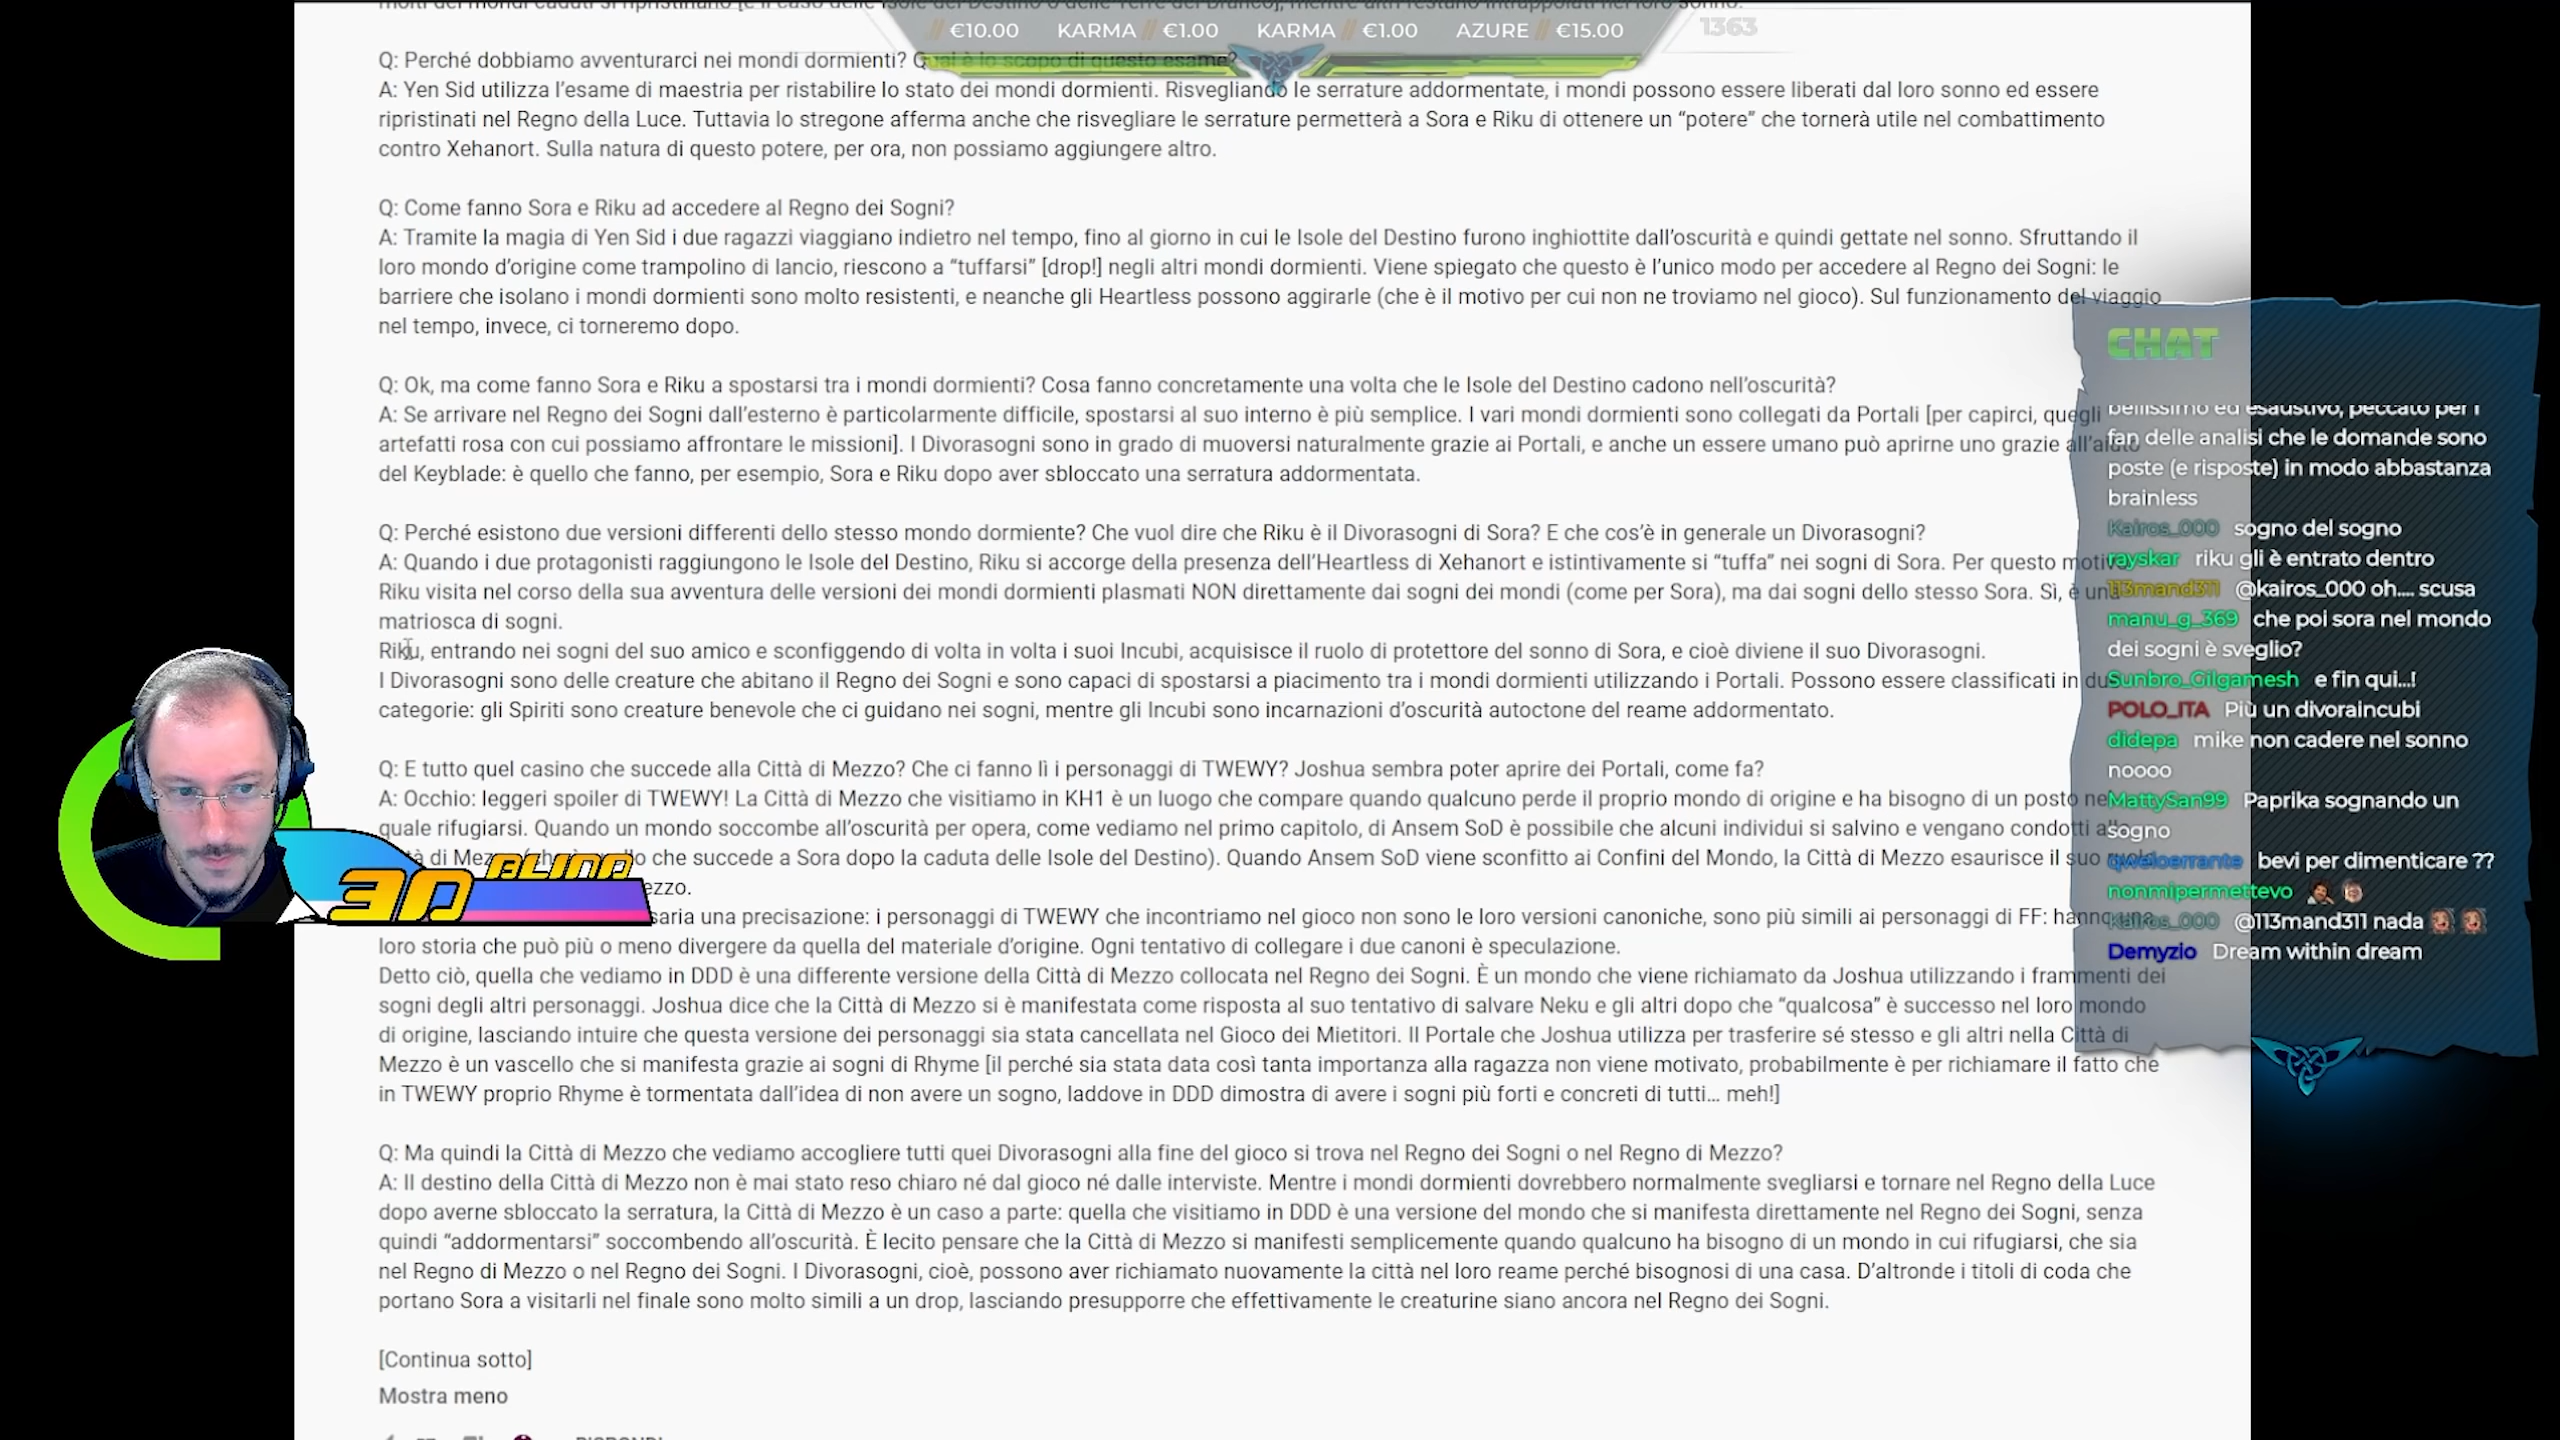 €10.00 KARMA // €1.00 KARMA // €1.00 AZURE // €15.00
1363
Q: Perché dobbiamo avventurarci nei mondi dormienti? Qual è lo scopo di questo esame?
A: Yen Sid utilizza l'esame di maestria per ristabilire lo stato dei mondi dormienti. Risvegliando le serrature addormentate, i mondi possono essere liberati dal loro sonno ed essere
ripristinati nel Regno della Luce. Tuttavia lo stregone afferma anche che risvegliare le serrature permetterà a Sora e Riku di ottenere un “potere” che tornerà utile nel combattimento
contro Xehanort. Sulla natura di questo potere, per ora, non possiamo aggiungere altro.
Q: Come fanno Sora e Riku ad accedere al Regno dei Sogni?
A: Tramite la magia di Yen Sid i due ragazzi viaggiano indietro nel tempo, fino al giorno in cui le Isole del Destino furono inghiottite dall'oscurità e quindi gettate nel sonno. Sfruttando il
loro mondo d'origine come trampolino di lancio, riescono a “tuffarsi” [drop!] negli altri mondi dormienti. Viene spiegato che questo è l'unico modo per accedere al Regno dei Sogni: le
barriere che isolano i mondi dormienti sono molto resistenti, e neanche gli Heartless possono aggirarle (che è il motivo per cui non ne troviamo nel gioco). Sul funzionamento del viaggio
nel tempo, invece, ci torneremo dopo.
Q: Ok, ma come fanno Sora e Riku a spostarsi tra i mondi dormienti? Cosa fanno concretamente una volta che le Isole del Destino cadono nell'oscurità?
A: Se arrivare nel Regno dei Sogni dall'esterno è particolarmente difficile, spostarsi al suo interno è più semplice. I vari mondi dormienti sono collegati da Portali [per capirci, quegli
artefatti rosa con cui possiamo affrontare le missioni]. I Divorasogni sono in grado di muoversi naturalmente grazie ai Portali, e anche un essere umano può aprirne uno grazie all'aiuto
del Keyblade: è quello che fanno, per esempio, Sora e Riku dopo aver sbloccato una serratura addormentata.
Q: Perché esistono due versioni differenti dello stesso mondo dormiente? Che vuol dire che Riku è il Divorasogni di Sora? E che cos'è in generale un Divorasogni?
A: Quando i due protagonisti raggiungono le Isole del Destino, Riku si accorge della presenza dell'Heartless di Xehanort e istintivamente si “tuffa” nei sogni di Sora. Per questo motivo
Riku visita nel corso della sua avventura delle versioni dei mondi dormienti plasmati NON direttamente dai sogni dei mondi (come per Sora), ma dai sogni dello stesso Sora. Sì, è una
matriosca di sogni.
Riku, entrando nei sogni del suo amico e sconfiggendo di volta in volta i suoi Incubi, acquisisce il ruolo di protettore del sonno di Sora, e cioè diviene il suo Divorasogni.
I Divorasogni sono delle creature che abitano il Regno dei Sogni e sono capaci di spostarsi a piacimento tra i mondi dormienti utilizzando i Portali. Possono essere classificati in due
categorie: gli Spiriti sono creature benevole che ci guidano nei sogni, mentre gli Incubi sono incarnazioni d'oscurità autoctone del reame addormentato.
Q: E tutto quel casino che succede alla Città di Mezzo? Che ci fanno lì i personaggi di TWEWY? Joshua sembra poter aprire dei Portali, come fa?
A: Occhio: leggeri spoiler di TWEWY! La Città di Mezzo che visitiamo in KH1 è un luogo che compare quando qualcuno perde il proprio mondo di origine e ha bisogno di un posto nel
quale rifugiarsi. Quando un mondo soccombe all'oscurità per opera, come vediamo nel primo capitolo, di Ansem SoD è possibile che alcuni individui si salvino e vengano condotti
di che succede a Sora dopo la caduta delle Isole del Destino). Quando Ansem SoD viene sconfitto ai Confini del Mondo, la Città di Mezzo esaurisce il suo
ezzo.
saria una precisazione: i personaggi di TWEWY che incontriamo nel gioco non sono le loro versioni canoniche, sono più simili ai personaggi di FF: hanno una
loro storia che può più o meno divergere da quella del materiale d'origine. Ogni tentativo di collegare i due canoni è speculazione.
Detto ciò, quella che vediamo in DDD è una differente versione della Città di Mezzo collocata nel Regno dei Sogni. È un mondo che viene richiamato da Joshua utilizzando i frammenti dei
sogni degli altri personaggi. Joshua dice che la Città di Mezzo si è manifestata come risposta al suo tentativo di salvare Neku e gli altri dopo che “qualcosa” è successo nel loro mondo
di origine, lasciando intuire che questa versione dei personaggi sia stata cancellata nel Gioco dei Mietitori. Il Portale che Joshua utilizza per trasferire sé stesso e gli altri nella Città di
Mezzo è un vascello che si manifesta grazie ai sogni di Rhyme [il perché sia stata data così tanta importanza alla ragazza non viene motivato, probabilmente è per richiamare il fatto che
in TWEWY proprio Rhyme è tormentata dall'idea di non avere un sogno, laddove in DDD dimostra di avere i sogni più forti e concreti di tutti... meh!]
Q: Ma quindi la Città di Mezzo che vediamo accogliere tutti quei Divorasogni alla fine del gioco si trova nel Regno dei Sogni o nel Regno di Mezzo?
A: Il destino della Città di Mezzo non è mai stato reso chiaro né dal gioco né dalle interviste. Mentre i mondi dormienti dovrebbero normalmente svegliarsi e tornare nel Regno della Luce
dopo averne sbloccato la serratura, la Città di Mezzo è un caso a parte: quella che visitiamo in DDD è una versione del mondo che si manifesta direttamente nel Regno dei Sogni, senza
quindi “addormentarsi” soccombendo all'oscurità. È lecito pensare che la Città di Mezzo si manifesti semplicemente quando qualcuno ha bisogno di un mondo in cui rifugiarsi, che sia
nel Regno di Mezzo o nel Regno dei Sogni. I Divorasogni, cioè, possono aver richiamato nuovamente la città nel loro reame perché bisognosi di una casa. D'altronde i titoli di coda che
portano Sora a visitarli nel finale sono molto simili a un drop, lasciando presupporre che effettivamente le creaturine siano ancora nel Regno dei Sogni.
[Continua sotto]
Mostra meno
3D BLIND
CHAT
bellissimo ed esaustivo, peccato per i
fan delle analisi che le domande sono
poste (e risposte) in modo abbastanza
brainless
Kairos_000 sogno del sogno
rayskar riku gli è entrato dentro
113mand311 @kairos_000 oh.... scusa
manu_g_369 che poi sora nel mondo
dei sogni è sveglio?
Sunbro_Gilgamesh e fin qui...!
POLO_ITA Più un divoraincubi
didepa mike non cadere nel sonno
noooo
MattySan99 Paprika sognando un
sogno
qweloerrante bevi per dimenticare ??
nonmipermettevo
Kairos_000 @113mand311 nada
Demyzio Dream within dream